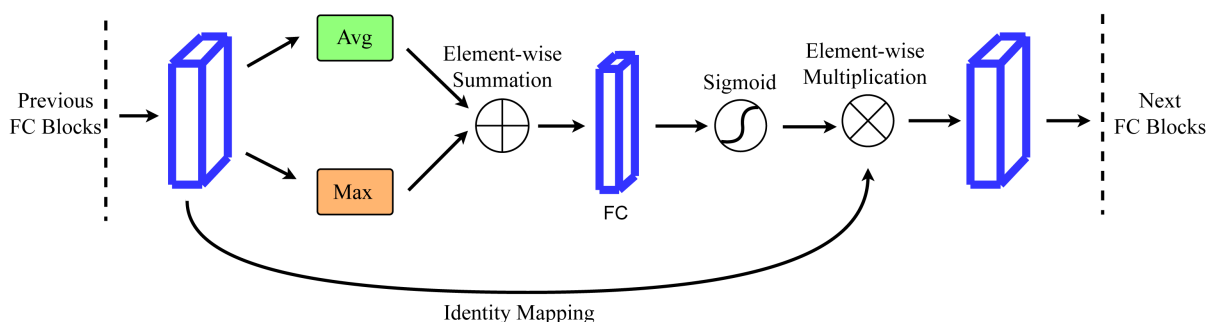 Previous
FC Blocks
Avg
Max
Element-wise
Summation
FC
Sigmoid
Element-wise
Multiplication
Next
FC Blocks
Identity Mapping